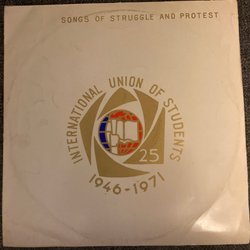 SONGS OF STRUGGLE AND PROTEST
INTERNATIONAL UNION OF STUDENTS
25
1946-1971